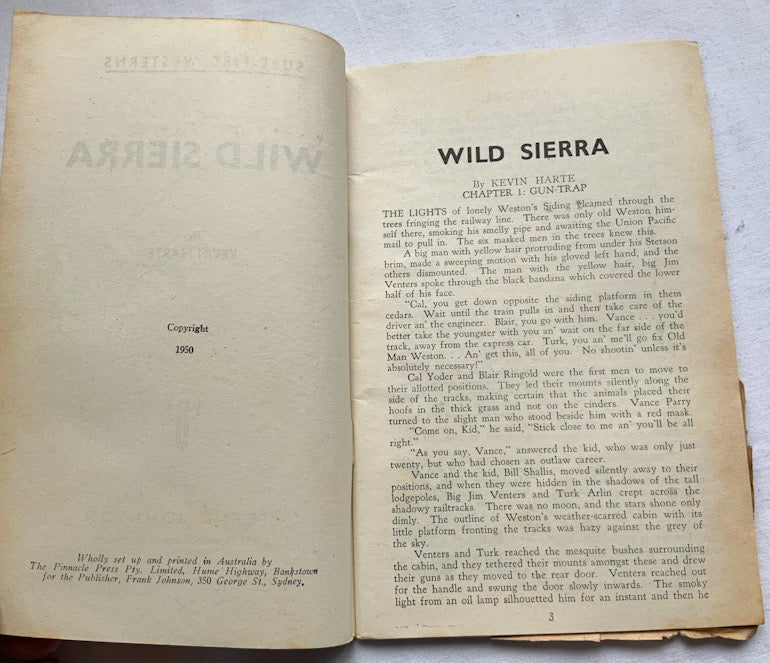 SURE-FIRE WESTERNS
WILD SIERRA
KEVIN HARTE
Copyright
1950
Wholly set up and printed in Australia by
The Pinnacle Press Pty. Limited, Hume Highway, Bankstown
for the Publisher, Frank Johnson, 350 George St., Sydney,
WILD SIERRA
By KEVIN HARTE
CHAPTER 1: GUN-TRAP
THE LIGHTS of lonely Weston's Siding gleamed through the
trees fringing the railway line. There was only old Weston him-
self there, smoking his smelly pipe and awaiting the Union Pacific
mail to pull in. The six masked men in the trees knew this.
A big man with yellow hair protruding from under his Stetson
brim, made a sweeping motion with his gloved left hand, and the
others dismounted. The man with the yellow hair, big Jim
Venters spoke through the black bandana which covered the lower
half of his face.
"Cal, you get down opposite the siding platform in them
cedars. Wait until the train pulls in and then take care of the
driver an' the engineer. Blair, you go with him. Vance . . . you'd
better take the youngster with you an' wait on the far side of the
track, away from the express car. Turk, you an' me'll go fix Old
Man Weston. . . An' get this, all of you. No shootin' unless it's
absolutely necessary!"
Cal Yoder and Blair Ringold were the first men to move to
their allotted positions. They led their mounts silently along the
side of the tracks, making certain that the animals placed their
hoofs in the thick grass and not on the cinders. Vance Parry
turned to the slight man who stood beside him with a red mask.
"Come on, Kid," he said, "Stick close to me an' you'll be all
right."
"As you say, Vance," answered the kid, who was only just
twenty, but who had chosen an outlaw career.
Vance and the kid, Bill Shallis, moved silently away to their
positions, and when they were hidden in the shadows of the tall
lodgepoles, Big Jim Venters and Turk Arlin crept across the
shadowy railtracks. There was no moon, and the stars shone only
dimly. The outline of Weston's weather-scarred cabin with its
little platform fronting the tracks was hazy against the grey of
the sky.
Venters and Turk reached the mesquite bushes surrounding
the cabin, and they tethered their mounts amongst these and drew
their guns as they moved to the rear door. Venters reached out
for the handle and swung the door slowly inwards. The smoky
light from an oil lamp silhouetted him for an instant and then he
3